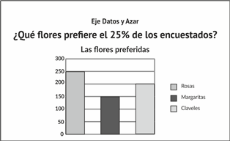 Eje Datos y Azar
¿Qué flores prefiere el 25% de los encuestados?
Las flores preferidas
300
250
200
150
100
50
0
Rosas
Margaritas
Claveles